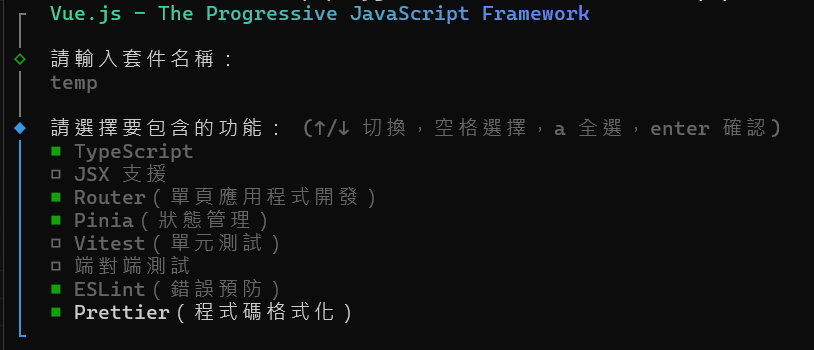 Vue.js - The Progressive JavaScript Framework
請輸入套件名稱：
temp
請選擇要包含的功能： (↑/↓ 切換，空格選擇，a 全選，enter 確認)
TypeScript
JSX 支援
Router（單頁應用程式開發）
Pinia（狀態管理）
Vitest（單元測試）
端對端測試
ESLint（錯誤預防）
Prettier（程式碼格式化）